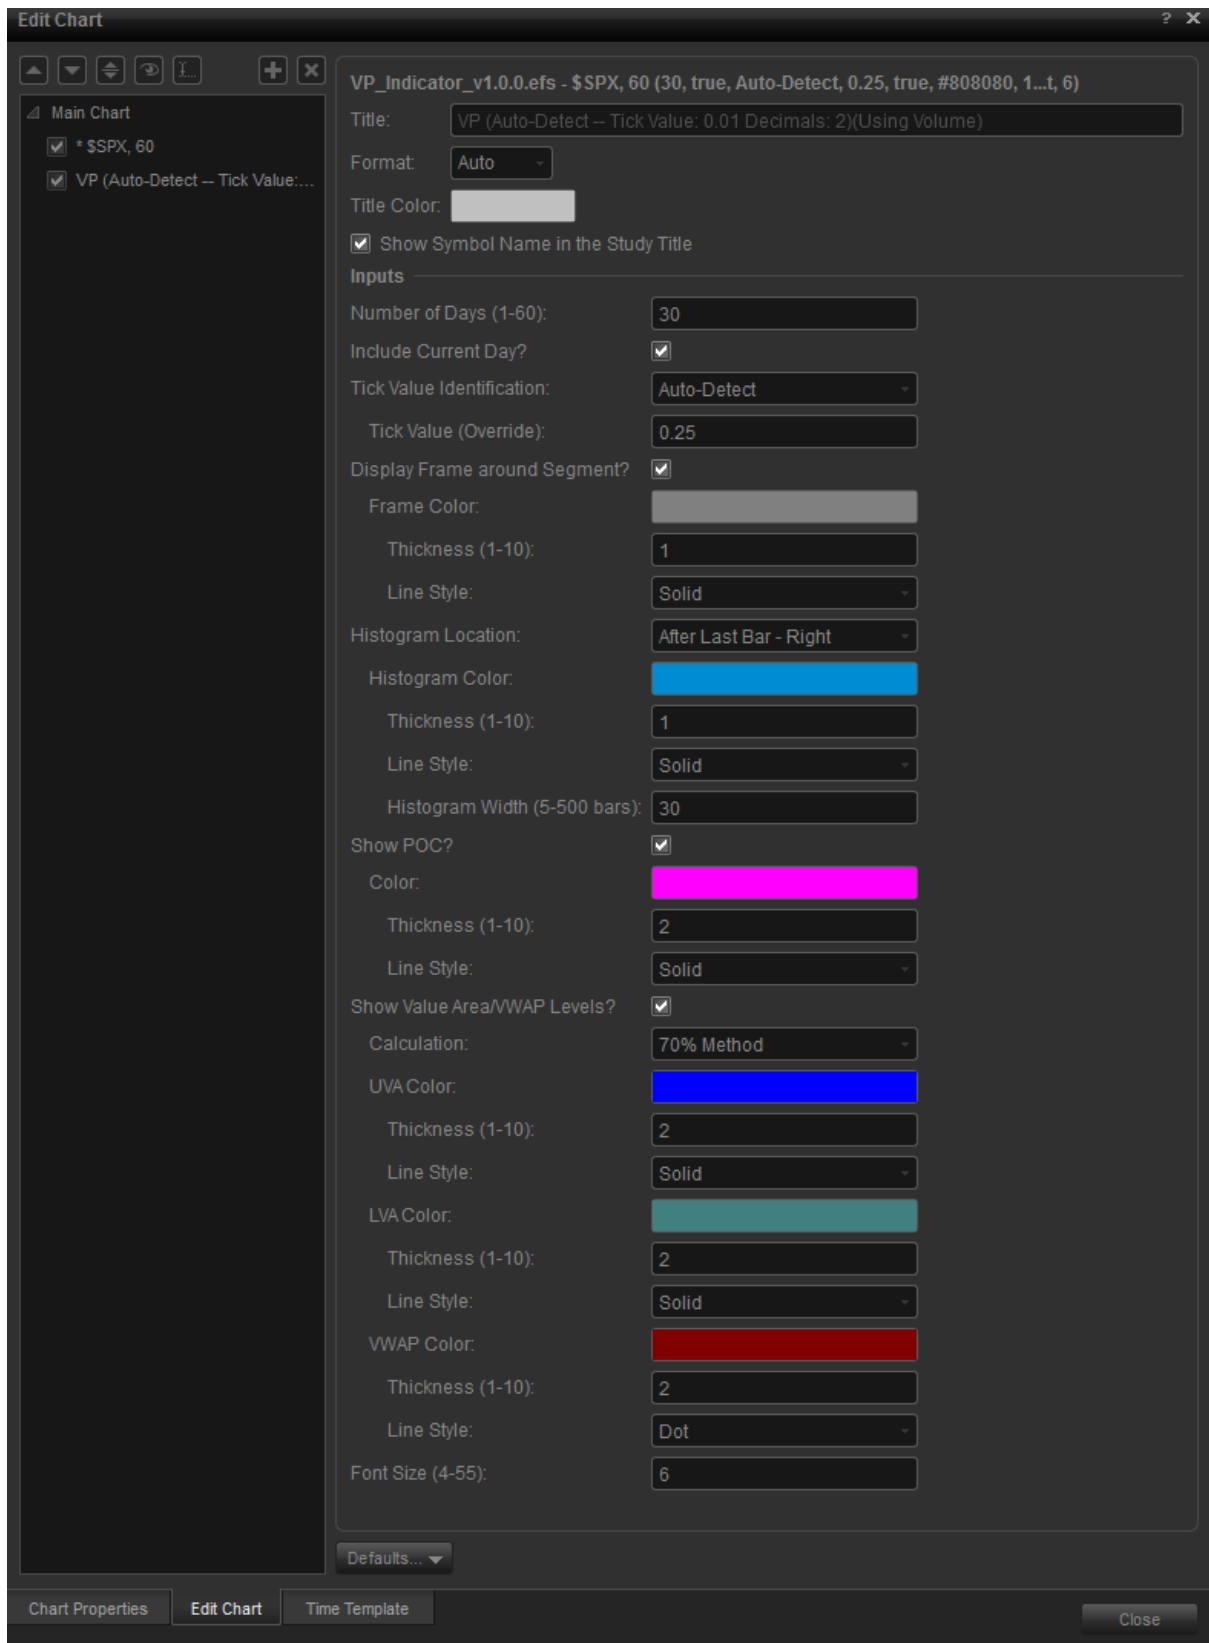 Edit Chart
? X
VP_Indicator_v1.0.0.efs - $SPX, 60 (30, true, Auto-Detect, 0.25, true, #808080, 1...t, 6)
Main Chart
* $SPX, 60
VP (Auto-Detect -- Tick Value:...
Title: VP (Auto-Detect -- Tick Value: 0.01 Decimals: 2)(Using Volume)
Format: Auto
Title Color:
Show Symbol Name in the Study Title
Inputs
Number of Days (1-60): 30
Include Current Day?
Tick Value Identification: Auto-Detect
Tick Value (Override): 0.25
Display Frame around Segment?
Frame Color:
Thickness (1-10): 1
Line Style: Solid
Histogram Location: After Last Bar - Right
Histogram Color:
Thickness (1-10): 1
Line Style: Solid
Histogram Width (5-500 bars): 30
Show POC?
Color:
Thickness (1-10): 2
Line Style: Solid
Show Value Area/VWAP Levels?
Calculation: 70% Method
UVA Color:
Thickness (1-10): 2
Line Style: Solid
LVA Color:
Thickness (1-10): 2
Line Style: Solid
VWAP Color:
Thickness (1-10): 2
Line Style: Dot
Font Size (4-55): 6
Defaults...
Chart Properties
Edit Chart
Time Template
Close